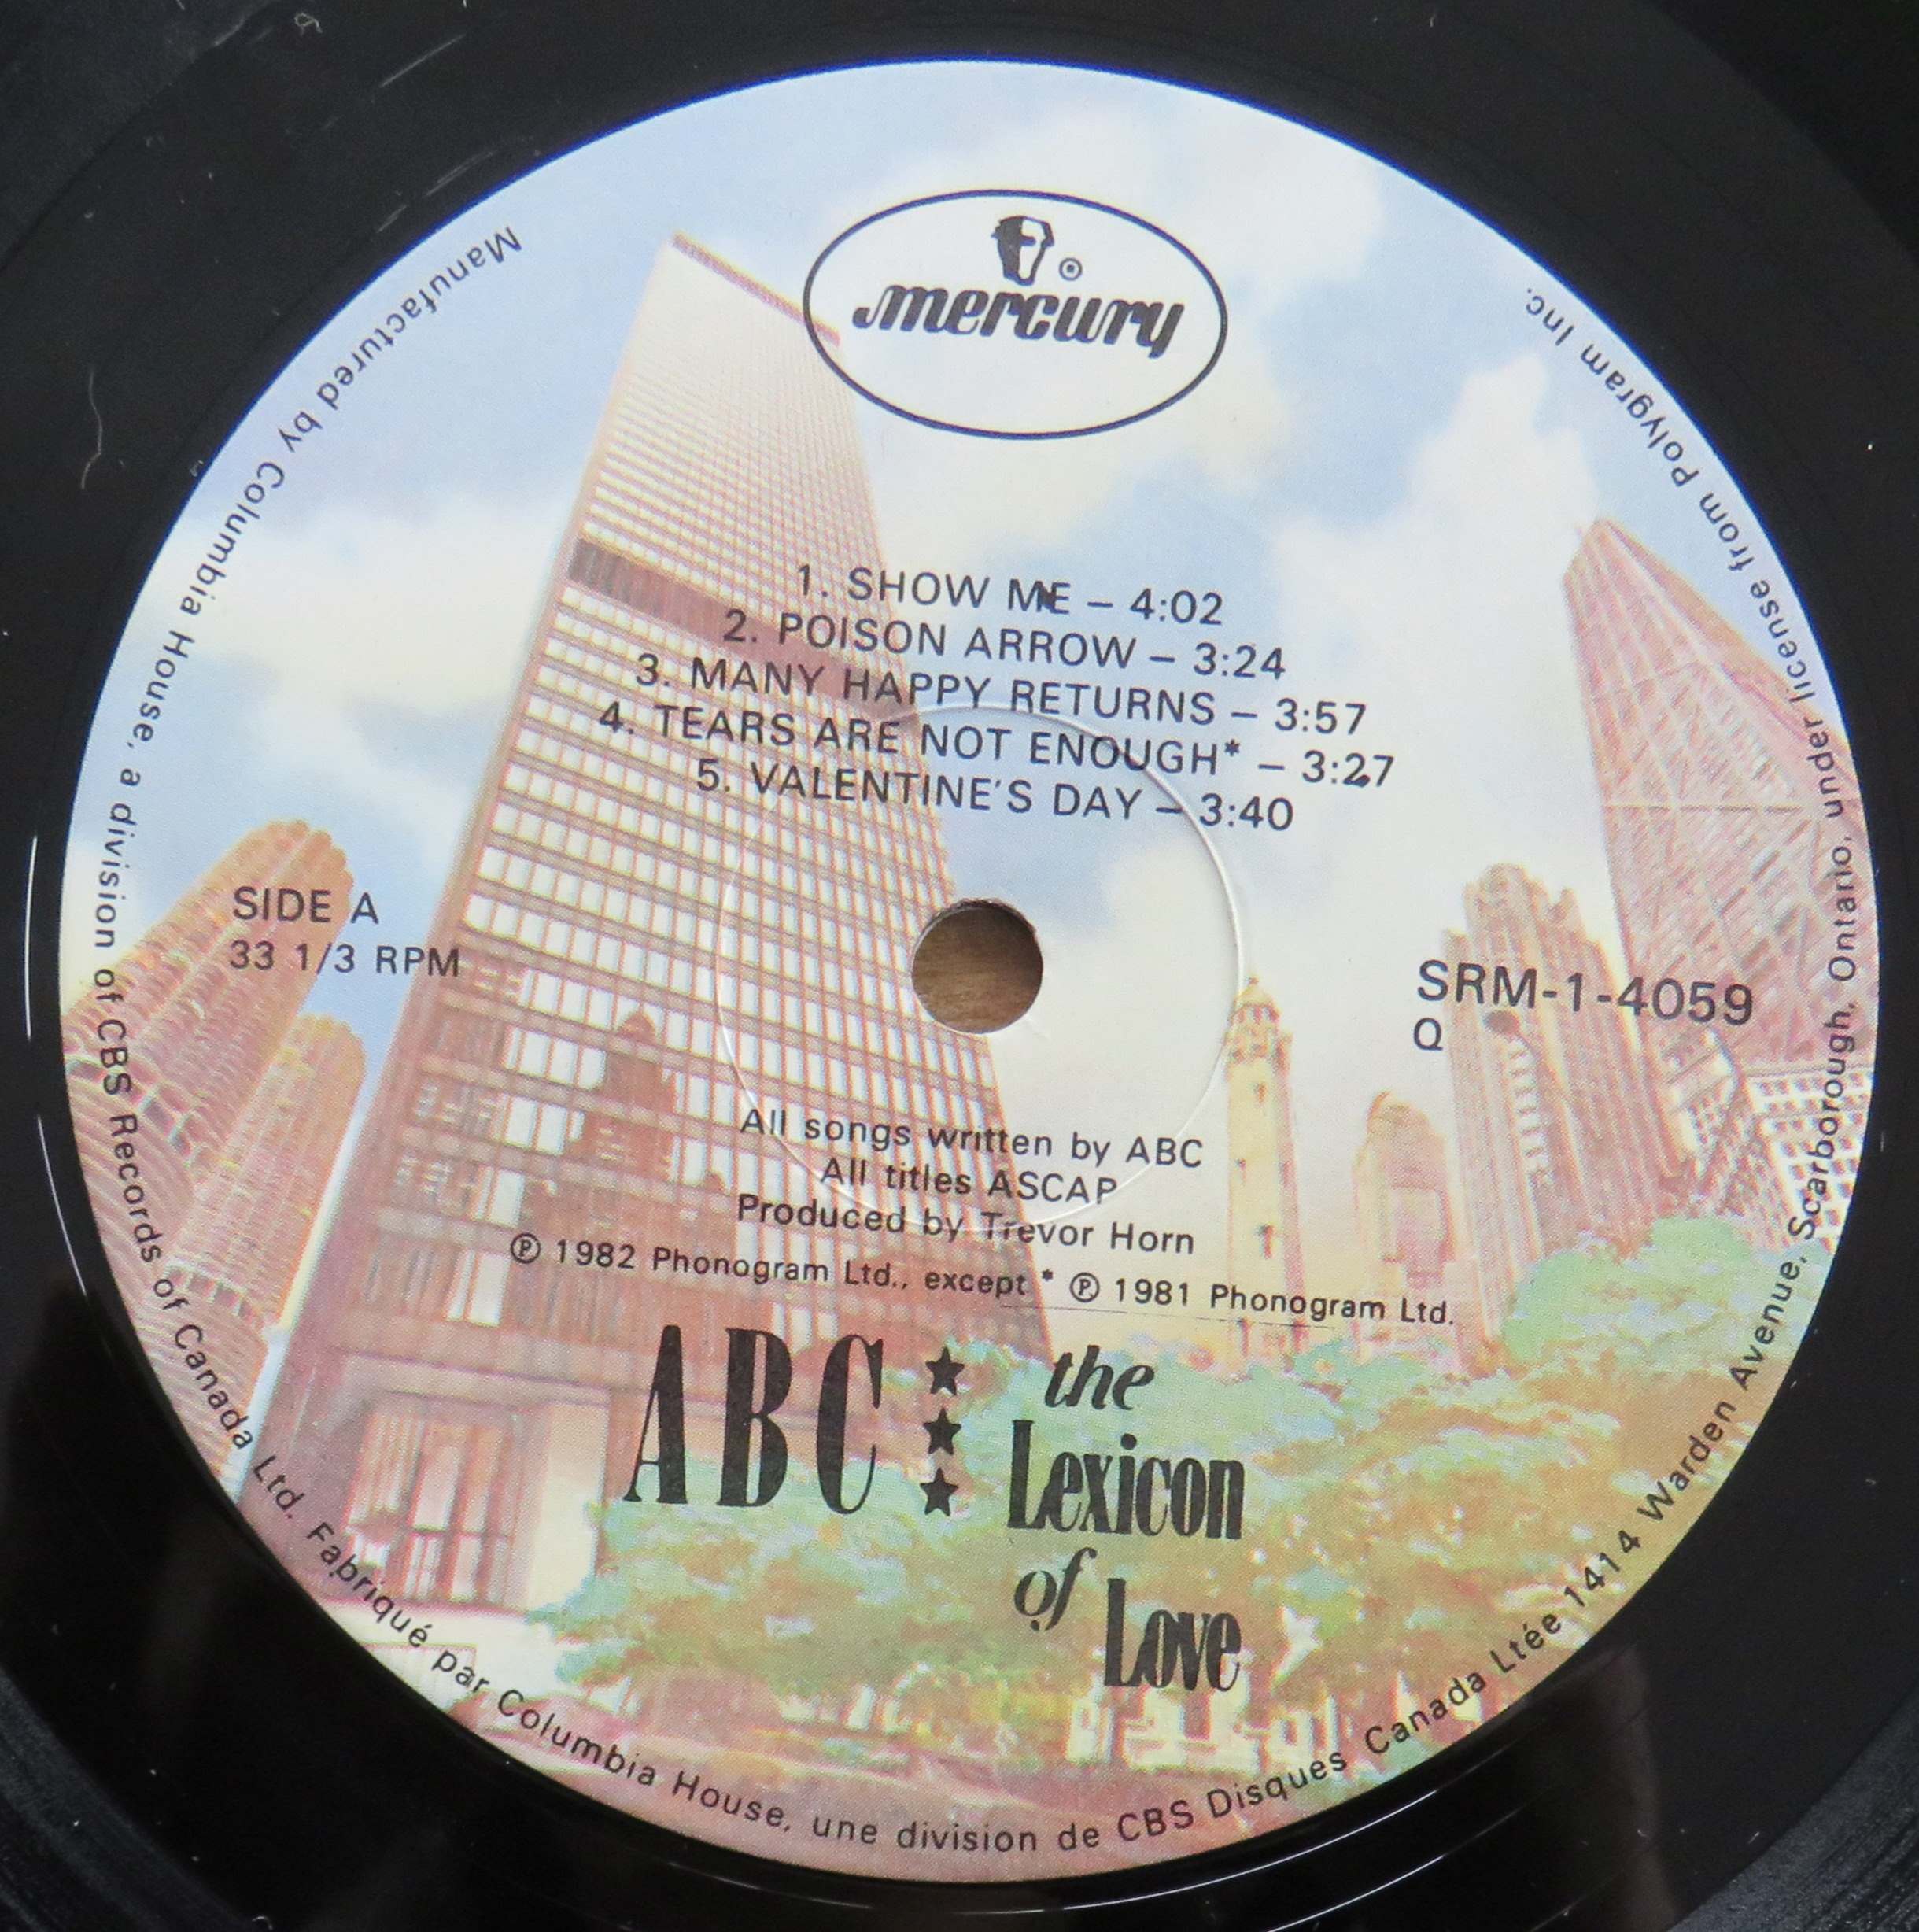 ®
mercury
1. SHOW ME – 4:02
2. POISON ARROW – 3:24
3. MANY HAPPY RETURNS – 3:57
4. TEARS ARE NOT ENOUGH* – 3:27
5. VALENTINE'S DAY – 3:40
SIDE A
33 1/3 RPM
SRM-1-4059
Q
All songs written by ABC
All titles ASCAP
Produced by Trevor Horn
℗ 1982 Phonogram Ltd., except * ℗ 1981 Phonogram Ltd.
ABC
the
Lexicon
of
Love
Manufactured by Columbia House, a division of CBS Records of Canada Ltd. Fabriqué par Columbia House, une division de CBS Disques Canada Ltée 1414 Warden Avenue, Scarborough, Ontario, under license from Polygram Inc.